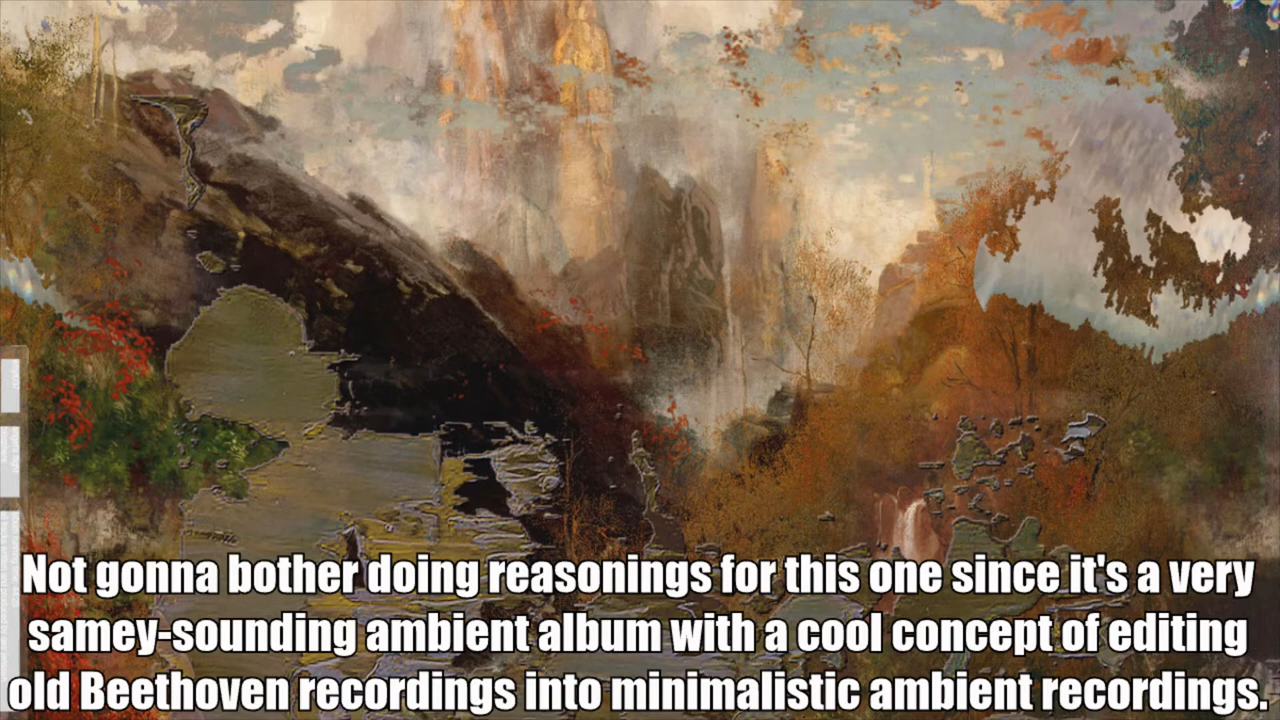 Not gonna bother doing reasonings for this one since it's a very
samey-sounding ambient album with a cool concept of editing
old Beethoven recordings into minimalistic ambient recordings.